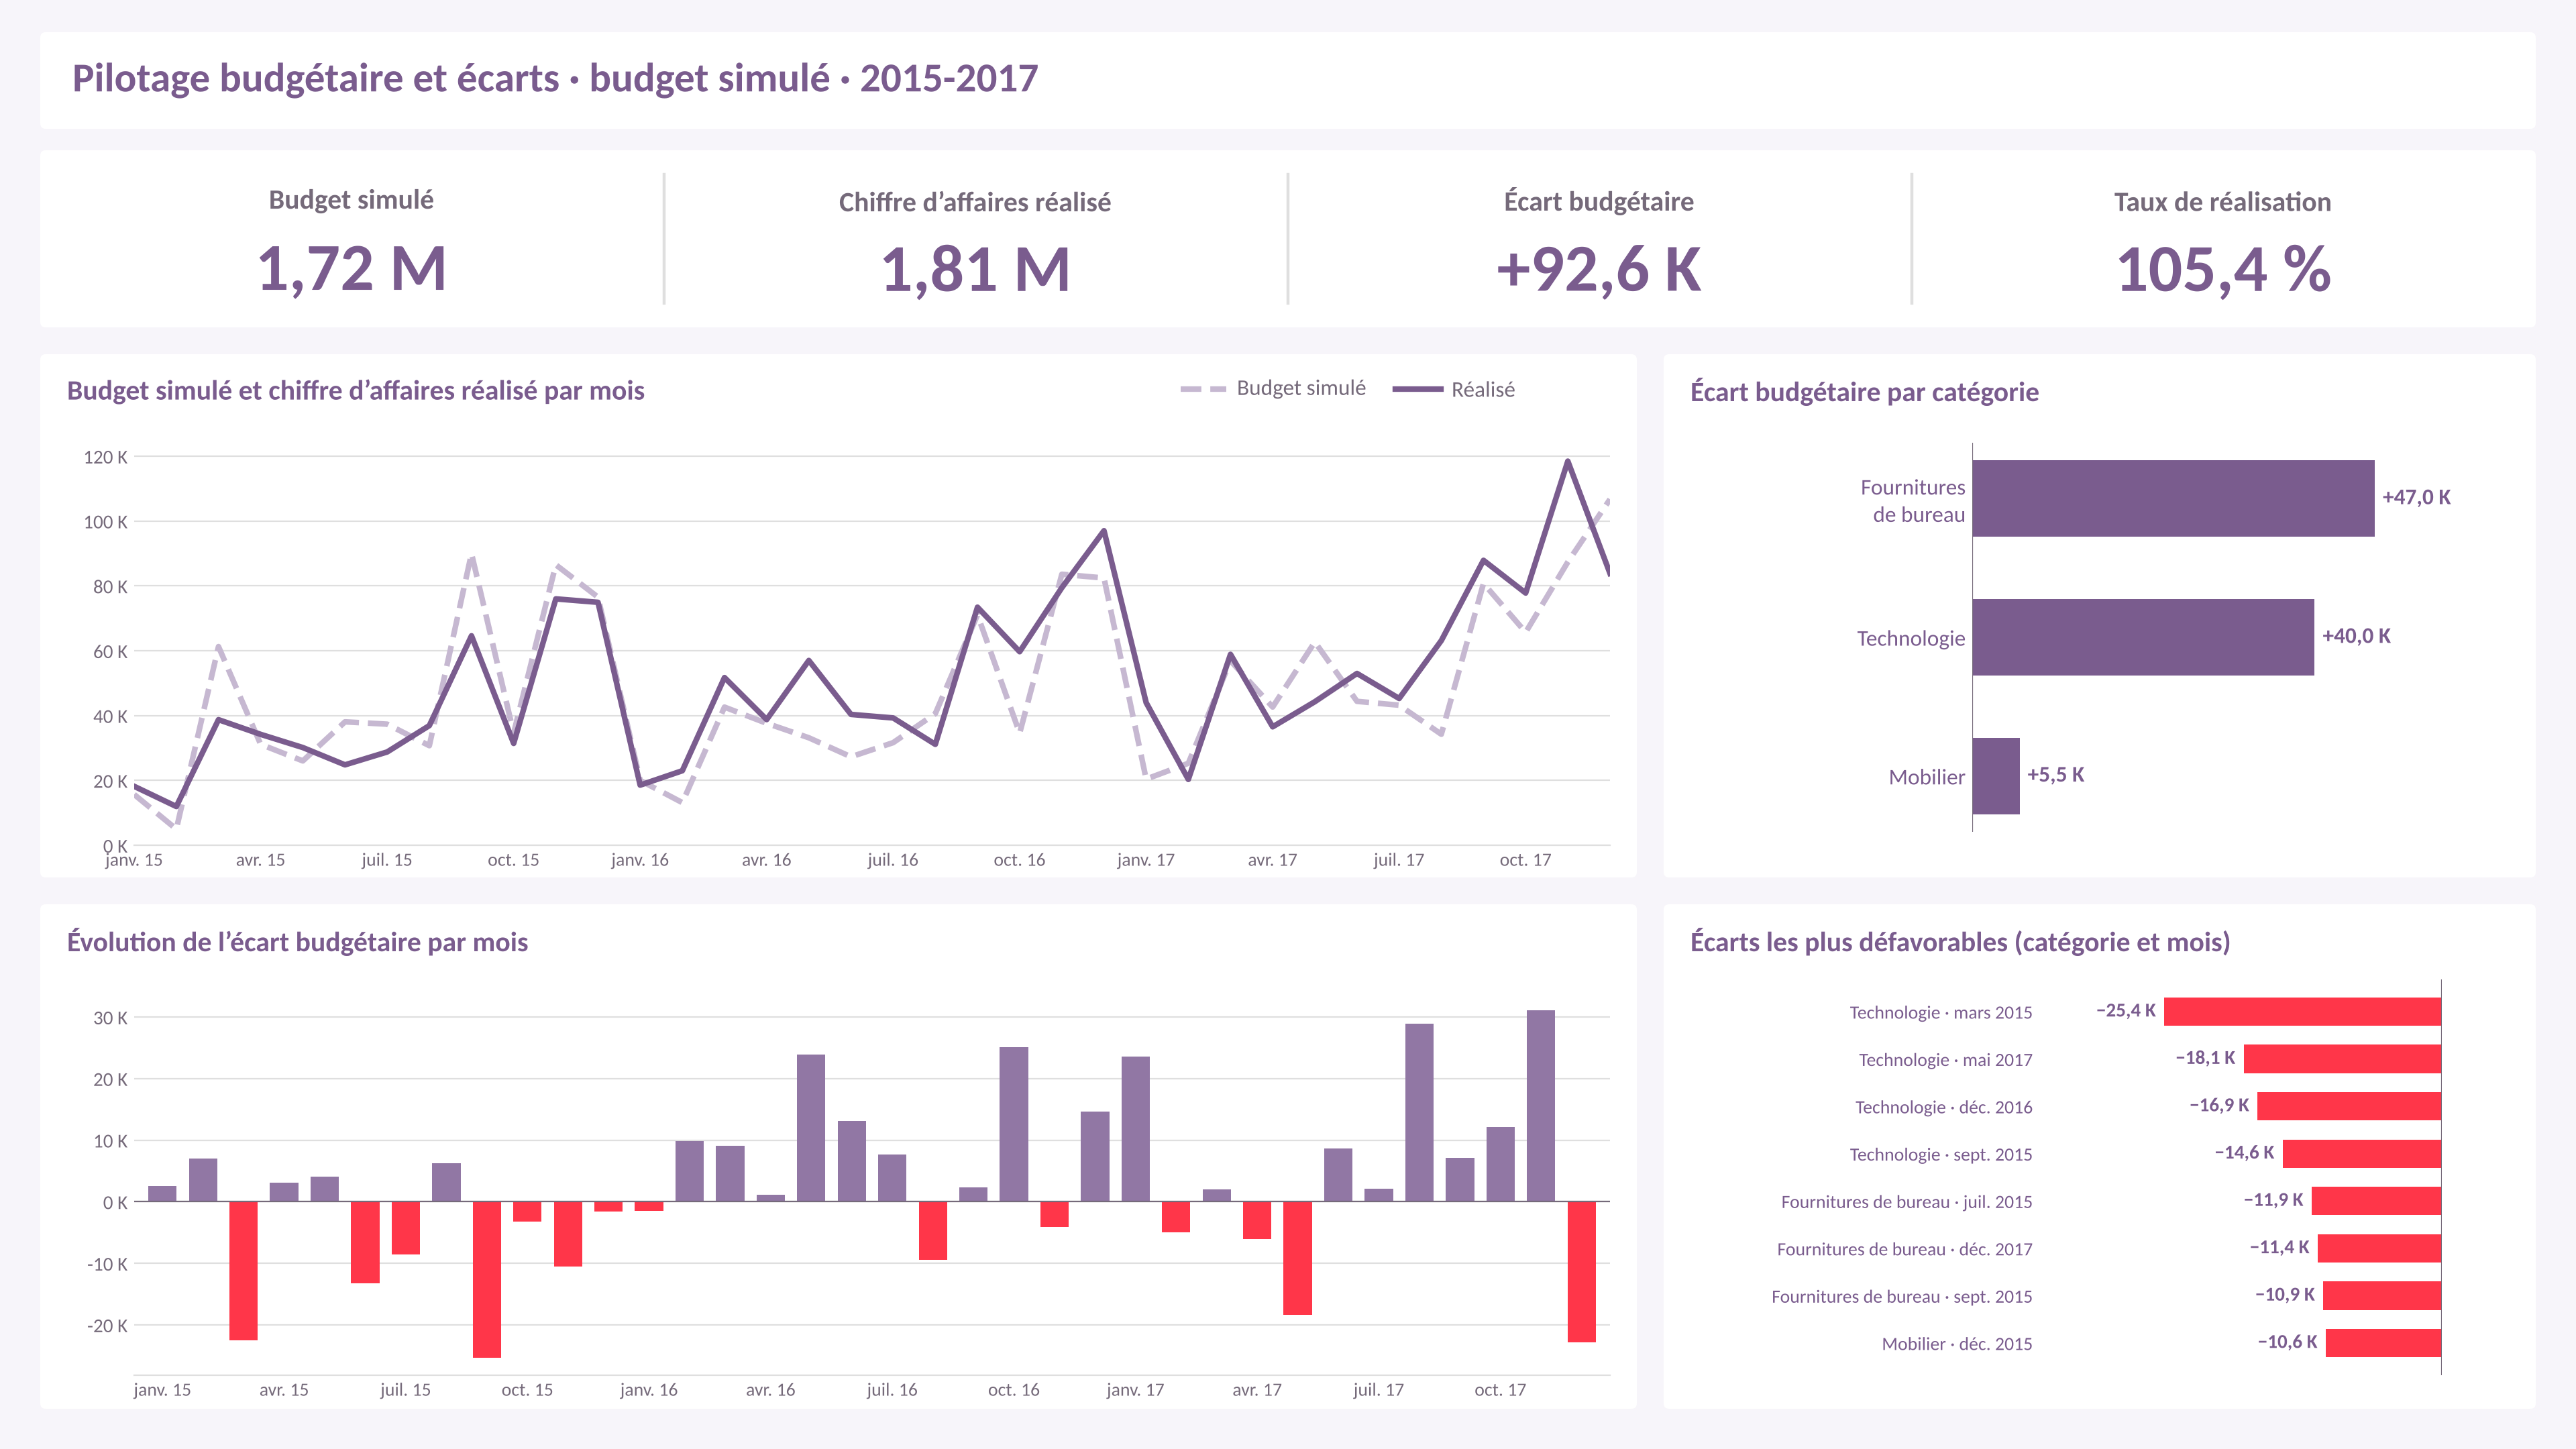 Pilotage budgétaire et écarts · budget simulé · 2015-2017
Budget simulé
1,72 M
Chiffre d’affaires réalisé
1,81 M
Écart budgétaire
+92,6 K
Taux de réalisation
105,4 %
Budget simulé et chiffre d’affaires réalisé par mois
Budget simulé
Réalisé
120 K
100 K
80 K
60 K
40 K
20 K
0 K
janv. 15
avr. 15
juil. 15
oct. 15
janv. 16
avr. 16
juil. 16
oct. 16
janv. 17
avr. 17
juil. 17
oct. 17
Écart budgétaire par catégorie
Fournitures
de bureau
+47,0 K
Technologie
+40,0 K
Mobilier
+5,5 K
Évolution de l’écart budgétaire par mois
30 K
20 K
10 K
0 K
-10 K
-20 K
janv. 15
avr. 15
juil. 15
oct. 15
janv. 16
avr. 16
juil. 16
oct. 16
janv. 17
avr. 17
juil. 17
oct. 17
Écarts les plus défavorables (catégorie et mois)
Technologie · mars 2015
−25,4 K
Technologie · mai 2017
−18,1 K
Technologie · déc. 2016
−16,9 K
Technologie · sept. 2015
−14,6 K
Fournitures de bureau · juil. 2015
−11,9 K
Fournitures de bureau · déc. 2017
−11,4 K
Fournitures de bureau · sept. 2015
−10,9 K
Mobilier · déc. 2015
−10,6 K